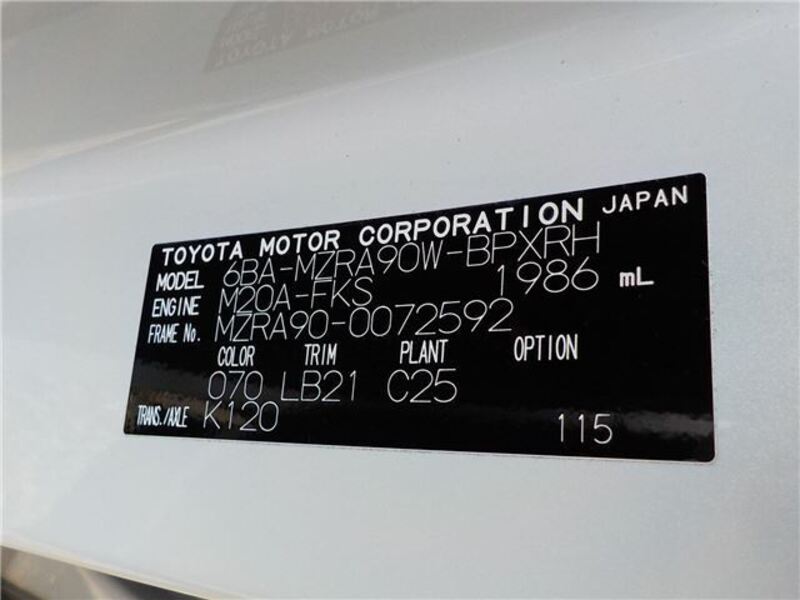 TOYOTA MOTOR CORPORATION JAPAN
MODEL 6BA-MZRA90W-BPXRH
ENGINE M20A-FKS 1986 mL
FRAME No. MZRA90-0072592
COLOR TRIM PLANT OPTION
070 LB21 C25
TRANS./AXLE K120 115